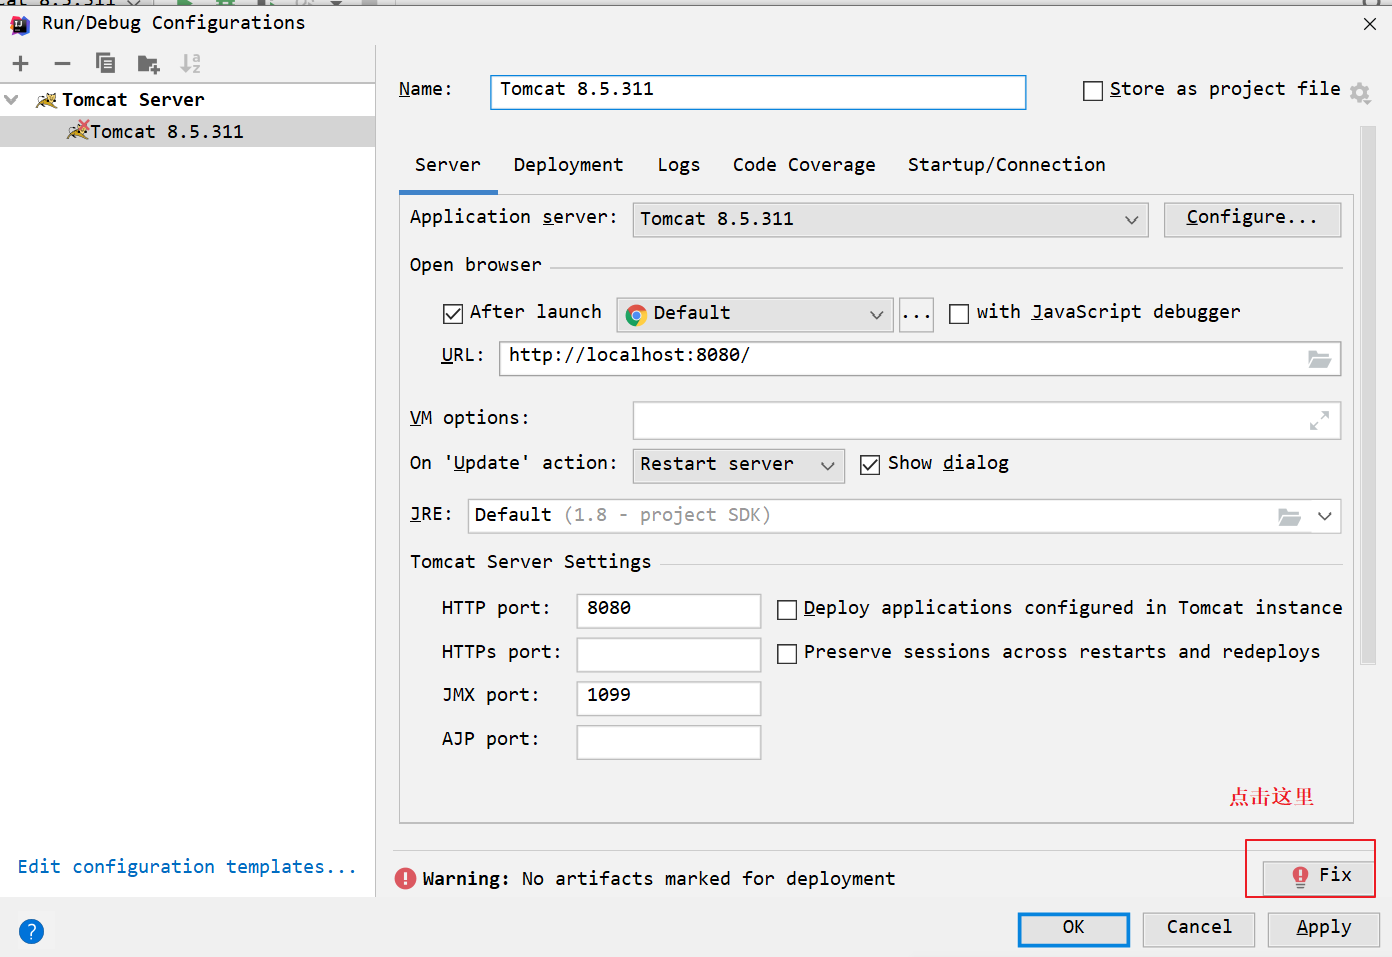 Run/Debug Configurations
Tomcat Server
Tomcat 8.5.311
Edit configuration templates...
Name: Tomcat 8.5.311 Store as project file
Server Deployment Logs Code Coverage Startup/Connection
Application server: Tomcat 8.5.311 Configure...
Open browser
After launch Default ... with JavaScript debugger
URL: http://localhost:8080/
VM options:
On 'Update' action: Restart server Show dialog
JRE: Default (1.8 - project SDK)
Tomcat Server Settings
HTTP port: 8080 Deploy applications configured in Tomcat instance
HTTPs port: Preserve sessions across restarts and redeploys
JMX port: 1099
AJP port:
点击这里
Warning: No artifacts marked for deployment Fix
? OK Cancel Apply